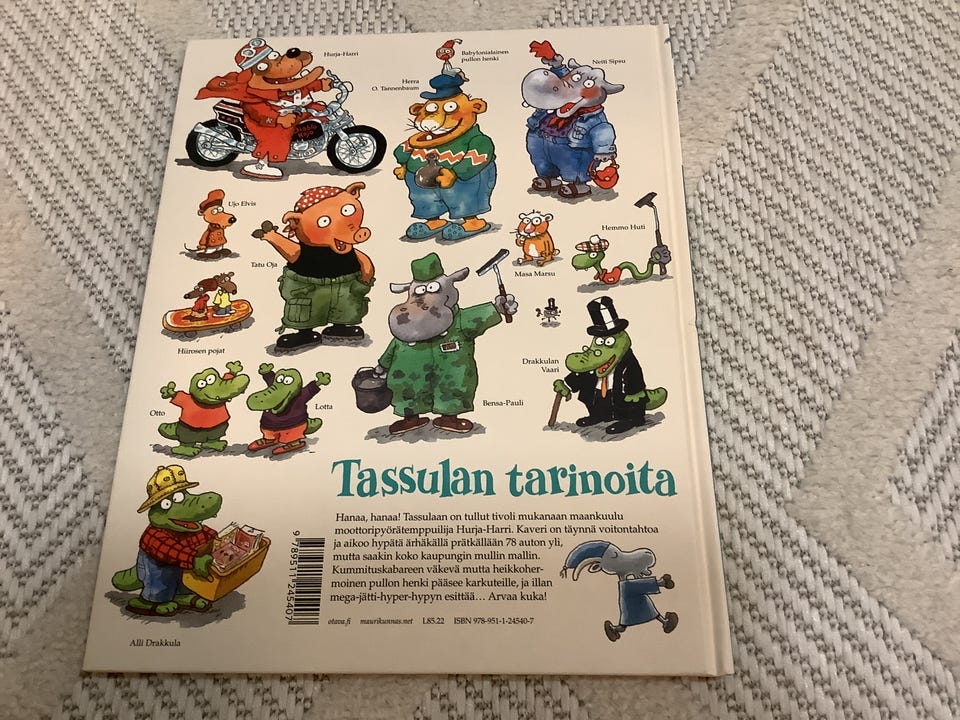 Hurja-Harri
Babylonialainen
pullon henki
Herra
O. Tannenbaum
Neiti Sipsu
Diablo
Rojo
Ujo Elvis
Tatu Oja
Masa Marsu
Hemmo Huti
Hiirosen pojat
Drakkulan
Vaari
Otto
Lotta
Bensa-Pauli
Tassulan tarinoita
Hanaa, hanaa! Tassulaan on tullut tivoli mukanaan maankuulu
moottoripyörätemppuilija Hurja-Harri. Kaveri on täynnä voitontahtoa
ja aikoo hypätä ärhäkällä prätkällään 78 auton yli,
mutta saakin koko kaupungin mullin mallin.
Kummituskabareen väkevä mutta heikkoher-
moinen pullon henki pääsee karkuteille, ja illan
mega-jätti-hyper-hypyn esittää... Arvaa kuka!
otava.fi maurikunnas.net L85.22 ISBN 978-951-1-24540-7
9789511245407
Alli Drakkula